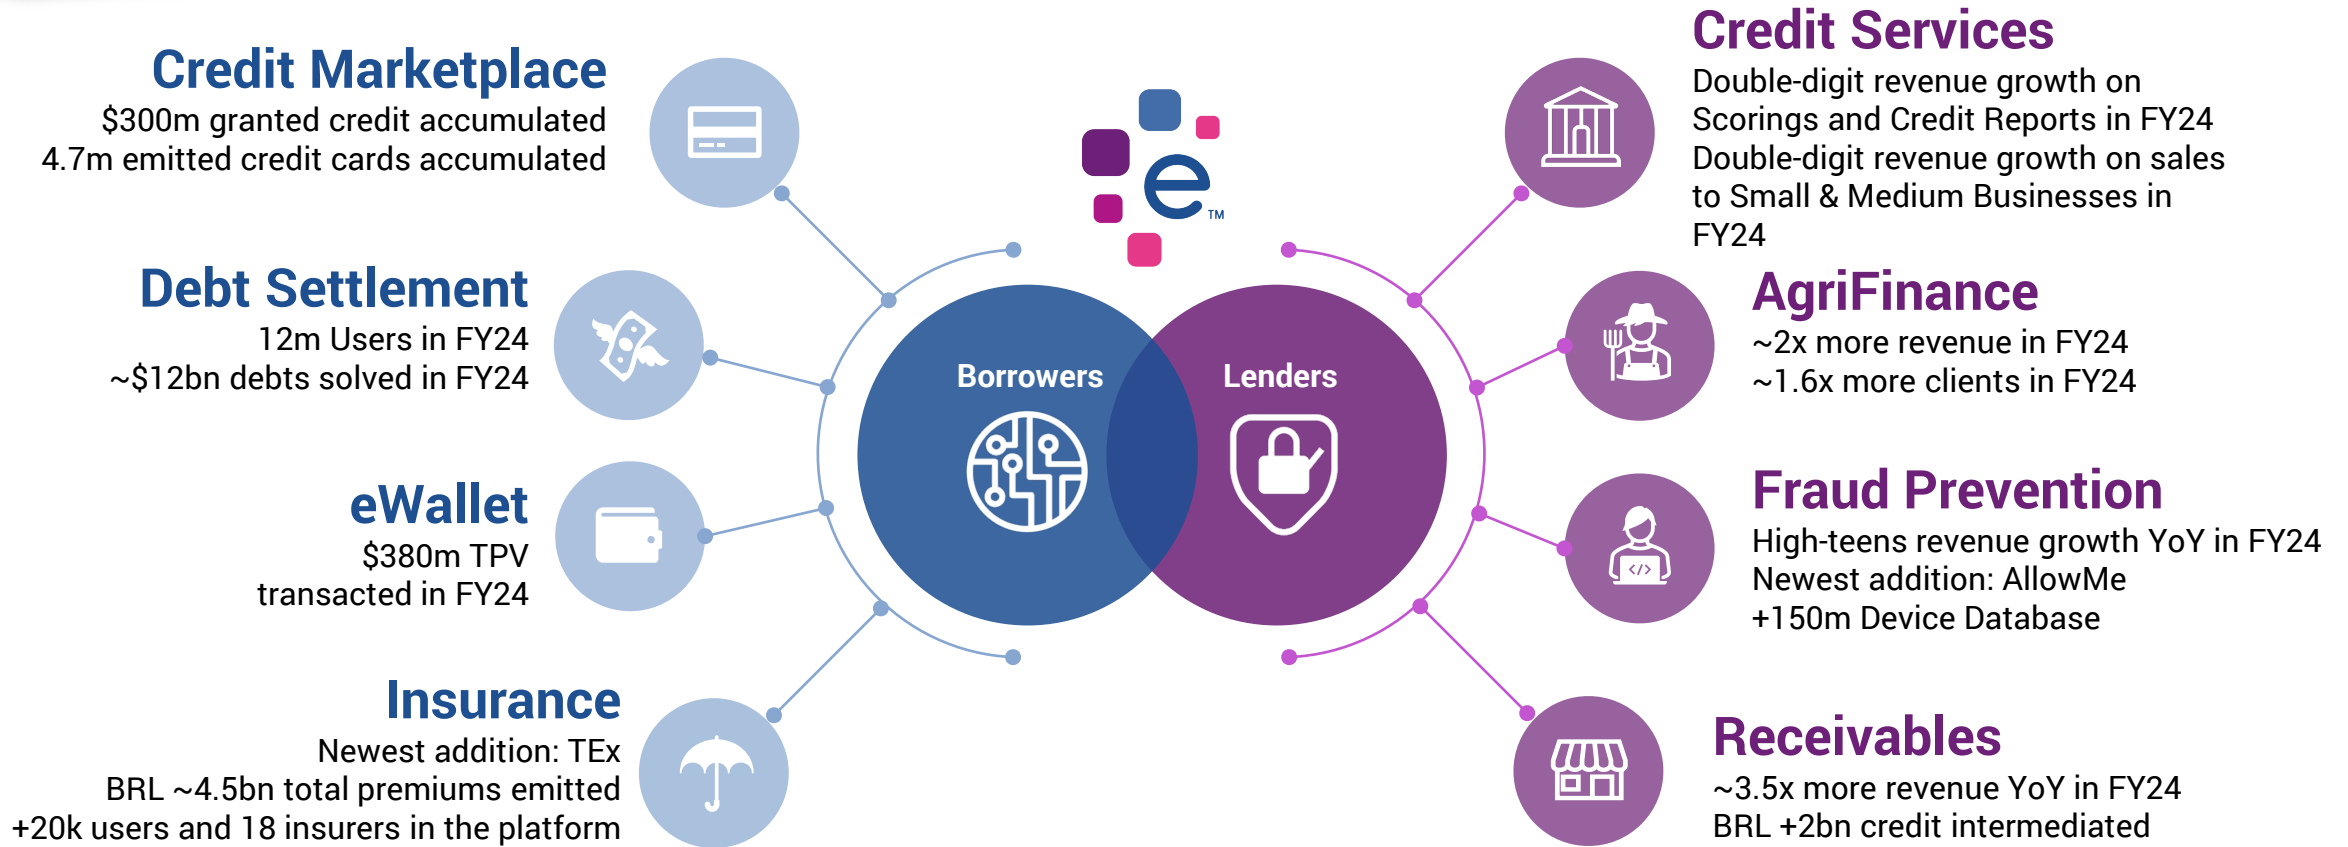 Credit Marketplace
$300m granted credit accumulated
4.7m emitted credit cards accumulated
Debt Settlement
12m Users in FY24
~$12bn debts solved in FY24
eWallet
$380m TPV
transacted in FY24
Insurance
Newest addition: TEx
BRL ~4.5bn total premiums emitted
+20k users and 18 insurers in the platform
e
TM
Borrowers
Lenders
Credit Services
Double-digit revenue growth on
Scorings and Credit Reports in FY24
Double-digit revenue growth on sales
to Small & Medium Businesses in
FY24
AgriFinance
~2x more revenue in FY24
~1.6x more clients in FY24
Fraud Prevention
High-teens revenue growth YoY in FY24
Newest addition: AllowMe
+150m Device Database
</>
Receivables
~3.5x more revenue YoY in FY24
BRL +2bn credit intermediated